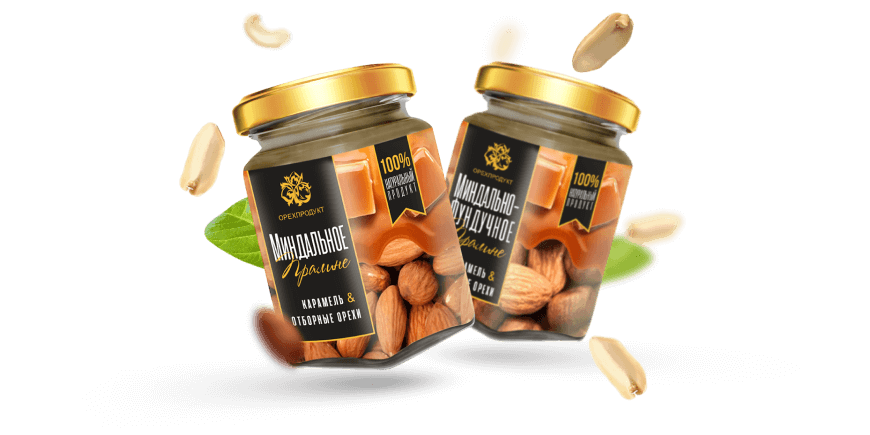 ОРЕХПРОДУКТ
Миндальное
Пралине
КАРАМЕЛЬ &
ОТБОРНЫЕ ОРЕХИ
100%
НАТУРАЛЬНЫЙ
ПРОДУКТ
ОРЕХПРОДУКТ
Миндально-
фундучное
Пралине
КАРАМЕЛЬ &
ОРЕХИ
100%
НАТУРАЛЬНЫЙ
ПРОДУКТ